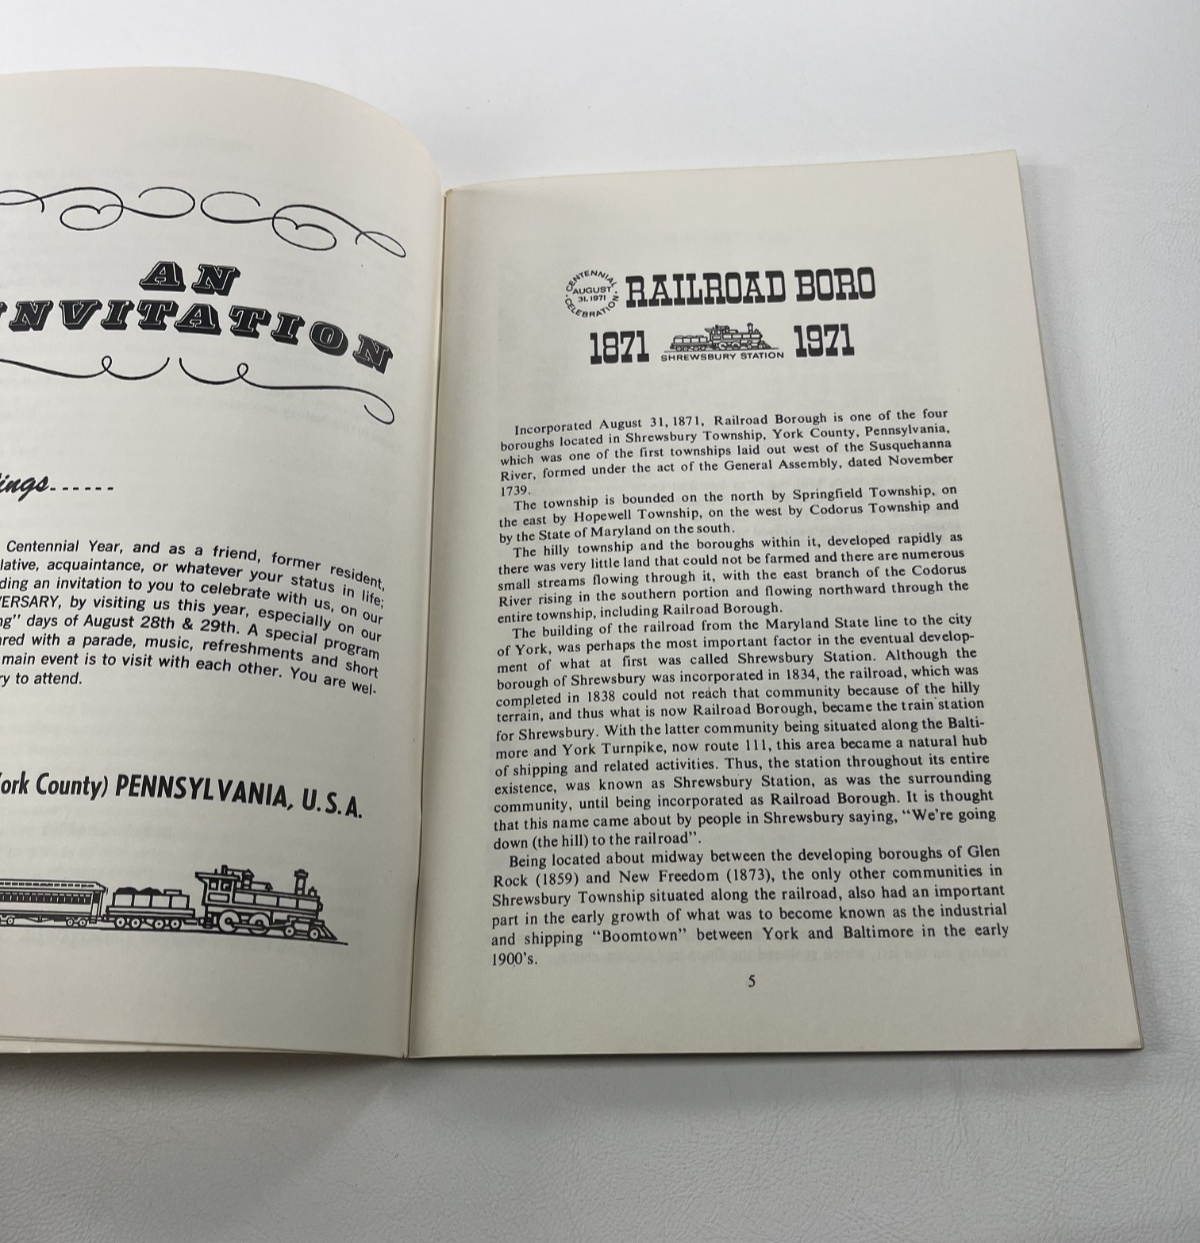 AN
INVITATION
ings......
Centennial Year, and as a friend, former resident,
lative, acquaintance, or whatever your status in life;
ding an invitation to you to celebrate with us, on our
ERSARY, by visiting us this year, especially on our
ng" days of August 28th & 29th. A special program
ared with a parade, music, refreshments and short
main event is to visit with each other. You are wel-
ry to attend.
ork County) PENNSYLVANIA, U.S.A.
CENTENNIAL
AUGUST
31, 1971
CELEBRATION
RAILROAD BORO
1871 SHREWSBURY STATION 1971
Incorporated August 31, 1871, Railroad Borough is one of the four
boroughs located in Shrewsbury Township, York County, Pennsylvania,
which was one of the first townships laid out west of the Susquehanna
River, formed under the act of the General Assembly, dated November
1739.
The township is bounded on the north by Springfield Township, on
the east by Hopewell Township, on the west by Codorus Township and
by the State of Maryland on the south.
The hilly township and the boroughs within it, developed rapidly as
there was very little land that could not be farmed and there are numerous
small streams flowing through it, with the east branch of the Codorus
River rising in the southern portion and flowing northward through the
entire township, including Railroad Borough.
The building of the railroad from the Maryland State line to the city
of York, was perhaps the most important factor in the eventual develop-
ment of what at first was called Shrewsbury Station. Although the
borough of Shrewsbury was incorporated in 1834, the railroad, which was
completed in 1838 could not reach that community because of the hilly
terrain, and thus what is now Railroad Borough, became the train station
for Shrewsbury. With the latter community being situated along the Balti-
more and York Turnpike, now route 111, this area became a natural hub
of shipping and related activities. Thus, the station throughout its entire
existence, was known as Shrewsbury Station, as was the surrounding
community, until being incorporated as Railroad Borough. It is thought
that this name came about by people in Shrewsbury saying, "We're going
down (the hill) to the railroad".
Being located about midway between the developing boroughs of Glen
Rock (1859) and New Freedom (1873), the only other communities in
Shrewsbury Township situated along the railroad, also had an important
part in the early growth of what was to become known as the industrial
and shipping "Boomtown" between York and Baltimore in the early
1900's.
5